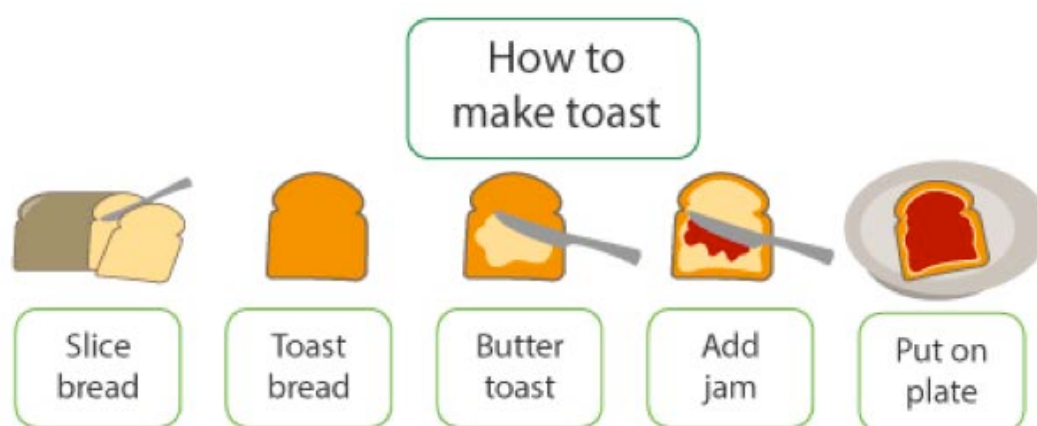 How to
make toast
Slice
bread
Toast
bread
Butter
toast
Add
jam
Put on
plate